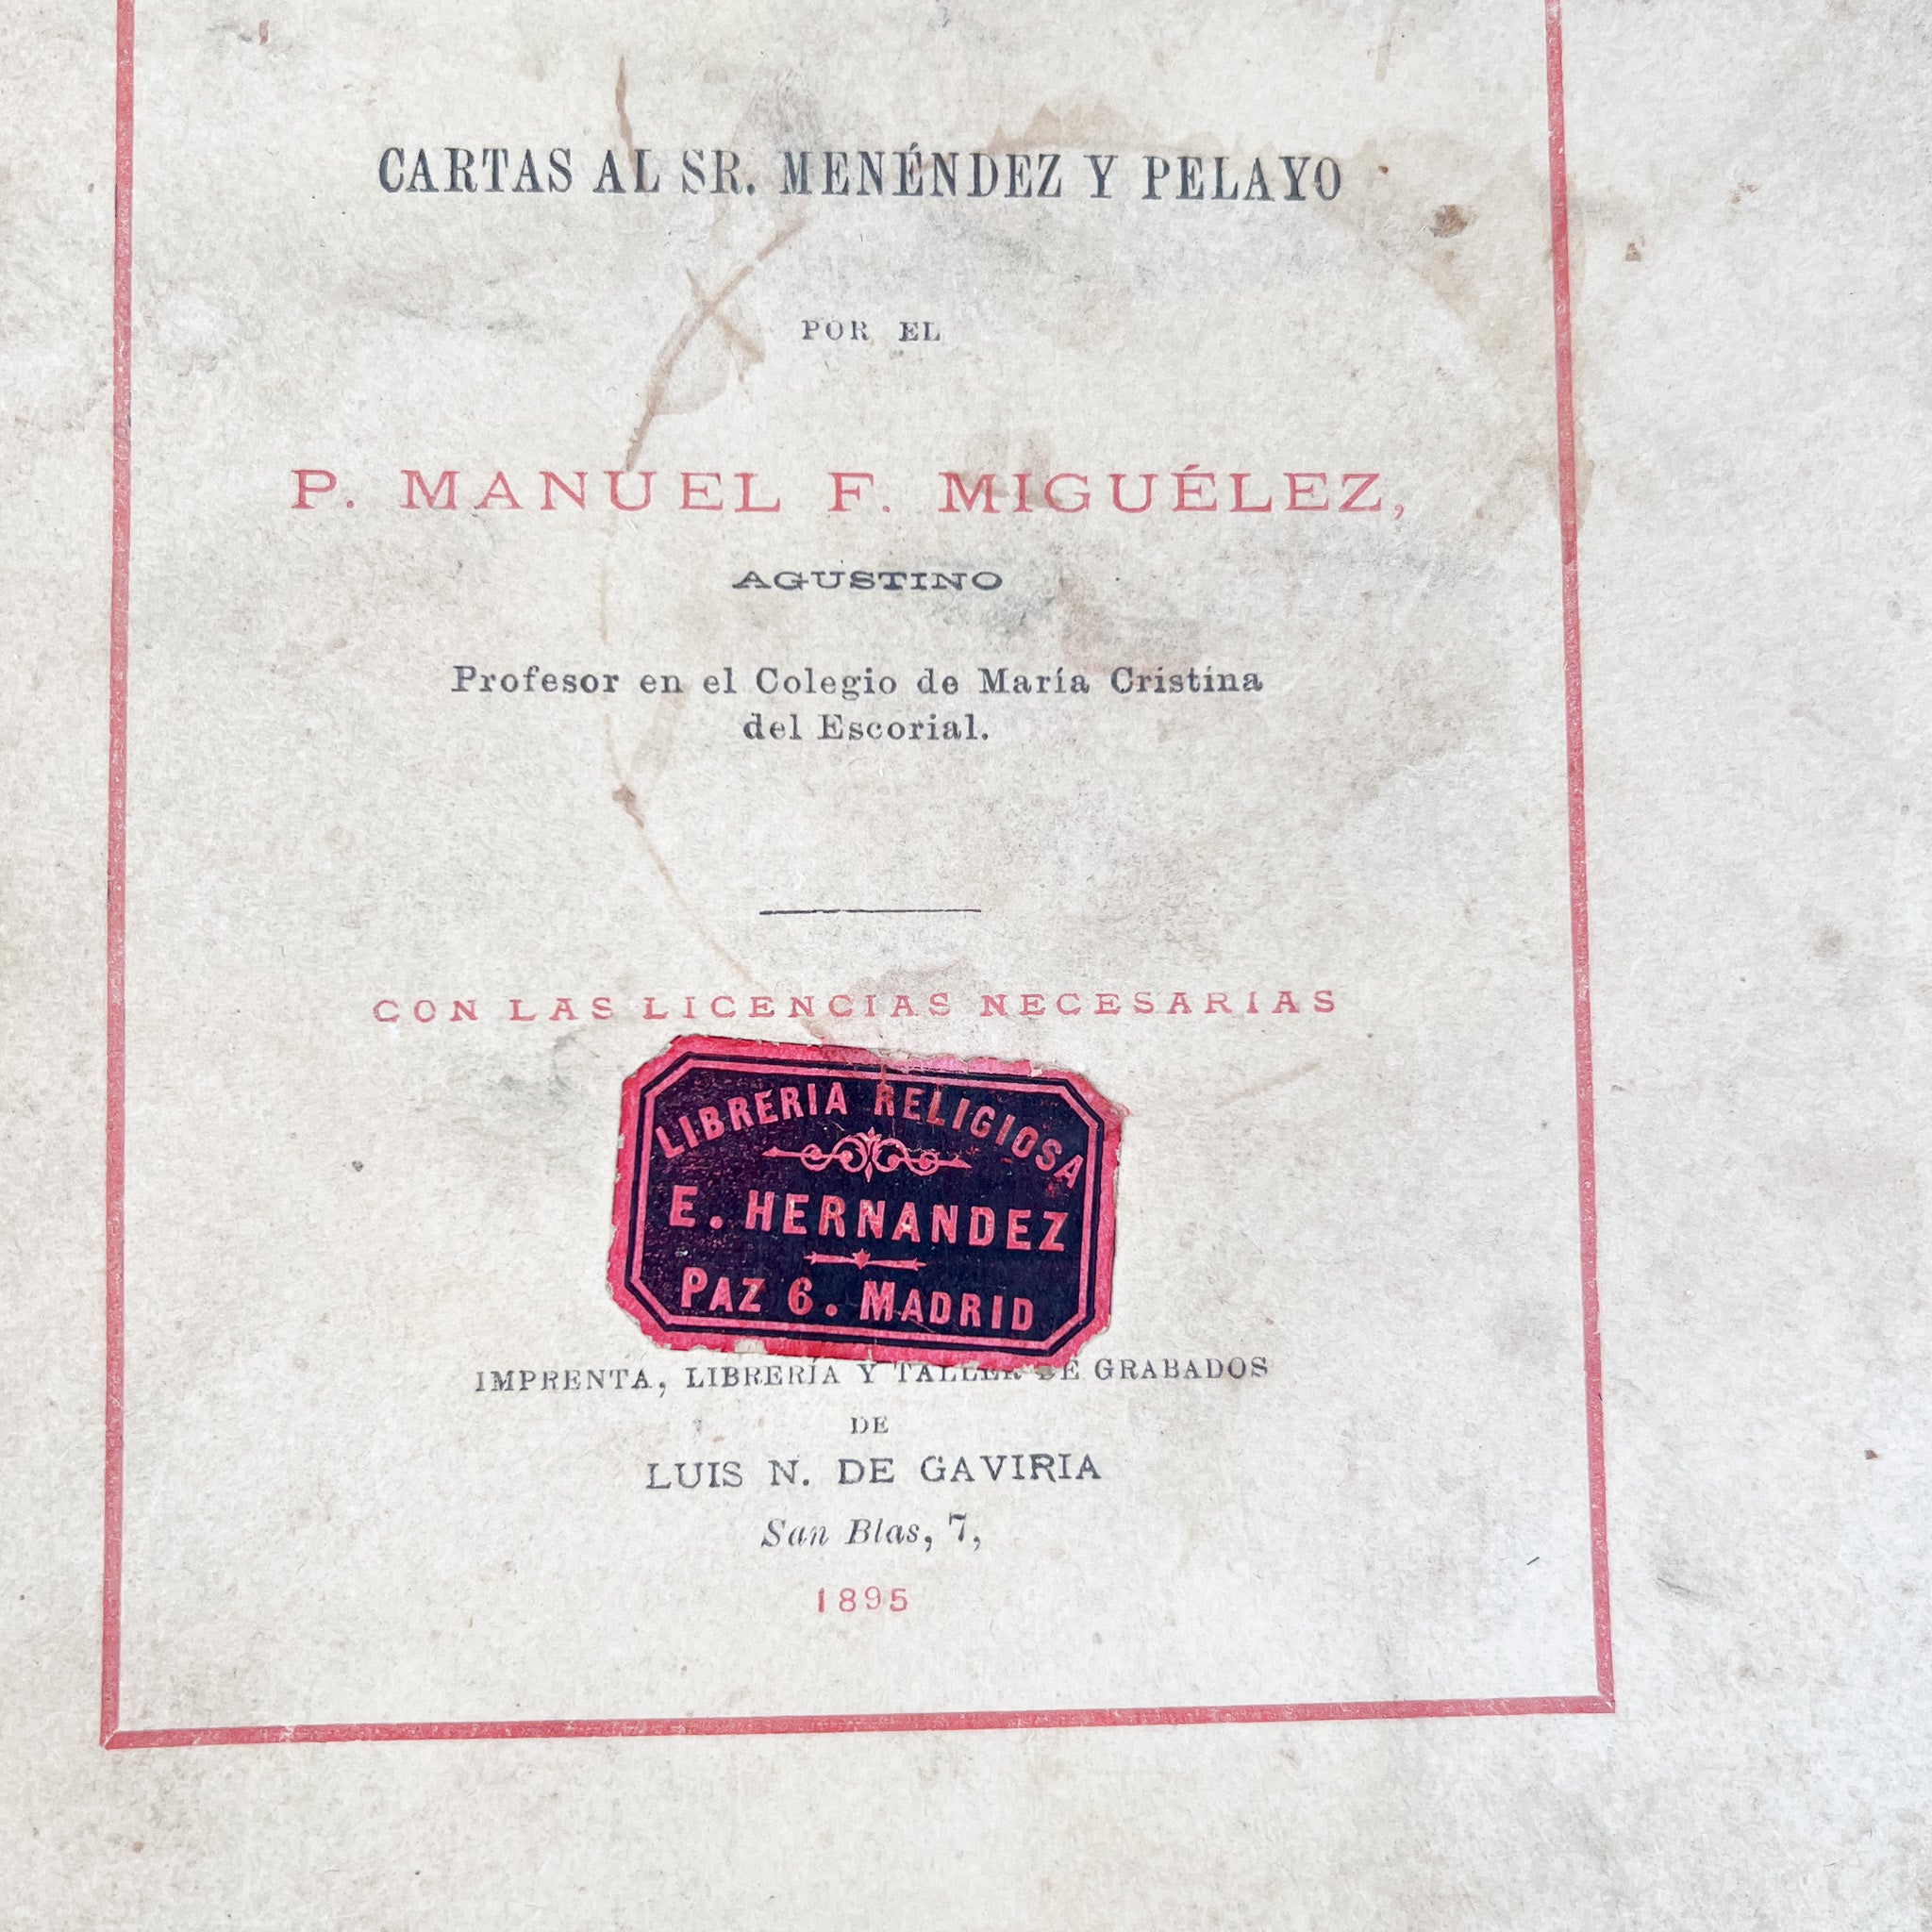 CARTAS AL SR. MENÉNDEZ Y PELAYO
POR EL
P. MANUEL F. MIGUÉLEZ,
AGUSTINO
Profesor en el Colegio de María Cristina
del Escorial.
CON LAS LICENCIAS NECESARIAS
LIBRERIA RELIGIOSA
E. HERNANDEZ
PAZ 6. MADRID
IMPRENTA, LIBRERÍA Y TALLER DE GRABADOS
DE
LUIS N. DE GAVIRIA
San Blas, 7,
1895